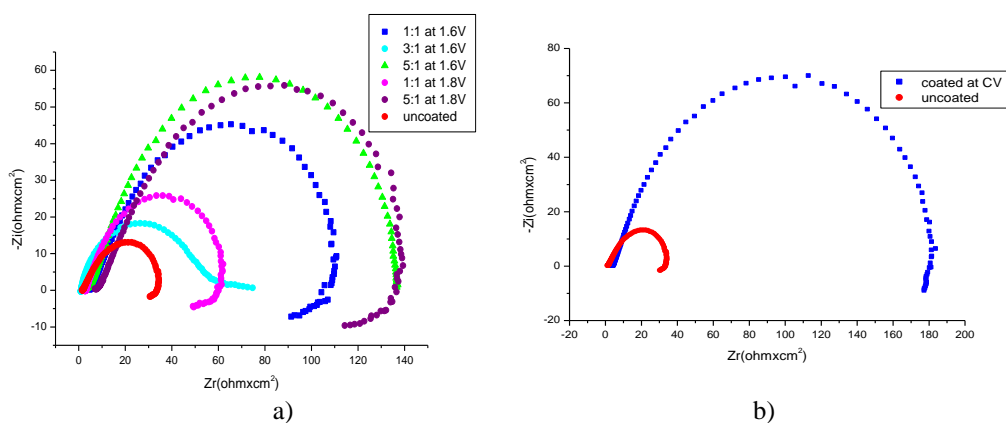 1:1 at 1.6V
3:1 at 1.6V
5:1 at 1.6V
1:1 at 1.8V
5:1 at 1.8V
uncoated
60
50
40
30
20
10
0
-10
-Zi(ohmxcm²)
0 20 40 60 80 100 120 140
Zr(ohmxcm²)
a)
coated at CV
uncoated
80
60
40
20
0
-20
-Zi(ohmxcm²)
-20 0 20 40 60 80 100 120 140 160 180 200
Zr(ohmxcm²)
b)